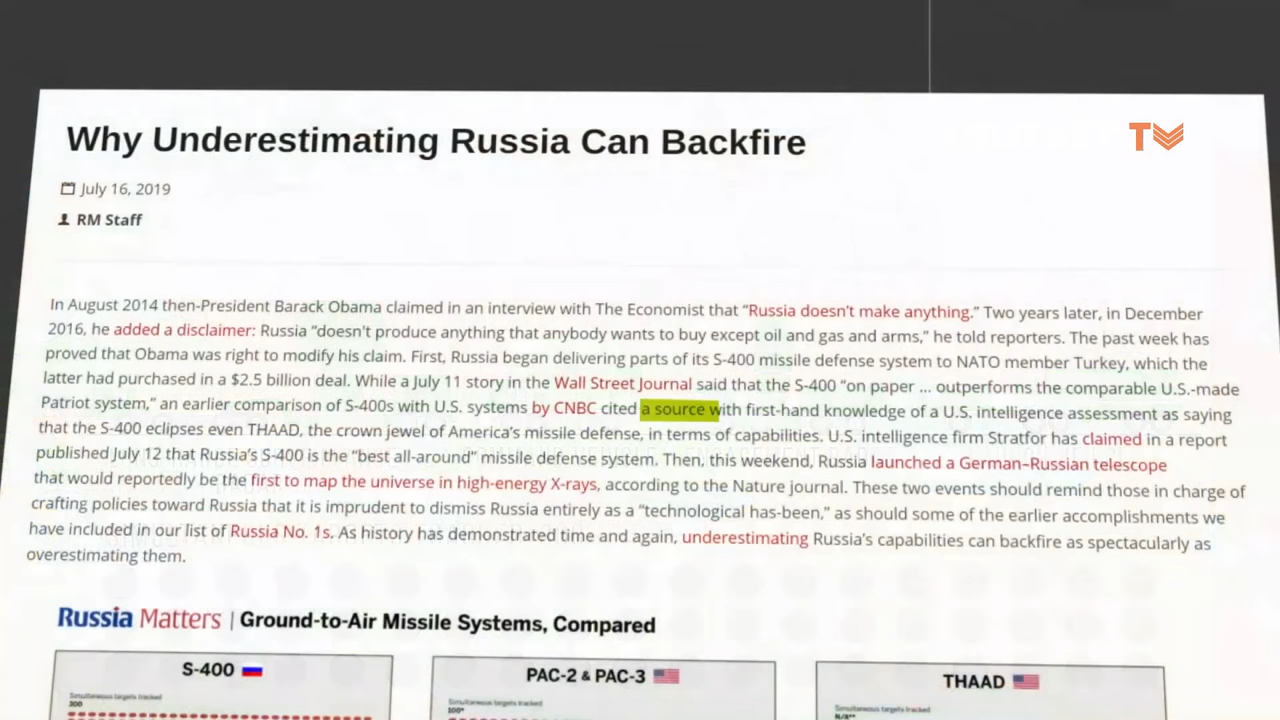 Why Underestimating Russia Can Backfire
July 16, 2019
RM Staff
In August 2014 then-President Barack Obama claimed in an interview with The Economist that “Russia doesn’t make anything.” Two years later, in December
2016, he added a disclaimer: Russia “doesn’t produce anything that anybody wants to buy except oil and gas and arms,” he told reporters. The past week has
proved that Obama was right to modify his claim. First, Russia began delivering parts of its S-400 missile defense system to NATO member Turkey, which the
latter had purchased in a $2.5 billion deal. While a July 11 story in the Wall Street Journal said that the S-400 “on paper ... outperforms the comparable U.S.-made
Patriot system,” an earlier comparison of S-400s with U.S. systems by CNBC cited a source with first-hand knowledge of a U.S. intelligence assessment as saying
that the S-400 eclipses even THAAD, the crown jewel of America’s missile defense, in terms of capabilities. U.S. intelligence firm Stratfor has claimed in a report
published July 12 that Russia’s S-400 is the “best all-around” missile defense system. Then, this weekend, Russia launched a German–Russian telescope
that would reportedly be the first to map the universe in high-energy X-rays, according to the Nature journal. These two events should remind those in charge of
crafting policies toward Russia that it is imprudent to dismiss Russia entirely as a “technological has-been,” as should some of the earlier accomplishments we
have included in our list of Russia No. 1s. As history has demonstrated time and again, underestimating Russia’s capabilities can backfire as spectacularly as
overestimating them.
Russia Matters | Ground-to-Air Missile Systems, Compared
S-400
PAC-2 & PAC-3
THAAD
Simultaneous targets tracked
300
Simultaneous targets tracked
100*
Simultaneous targets tracked
N/A**